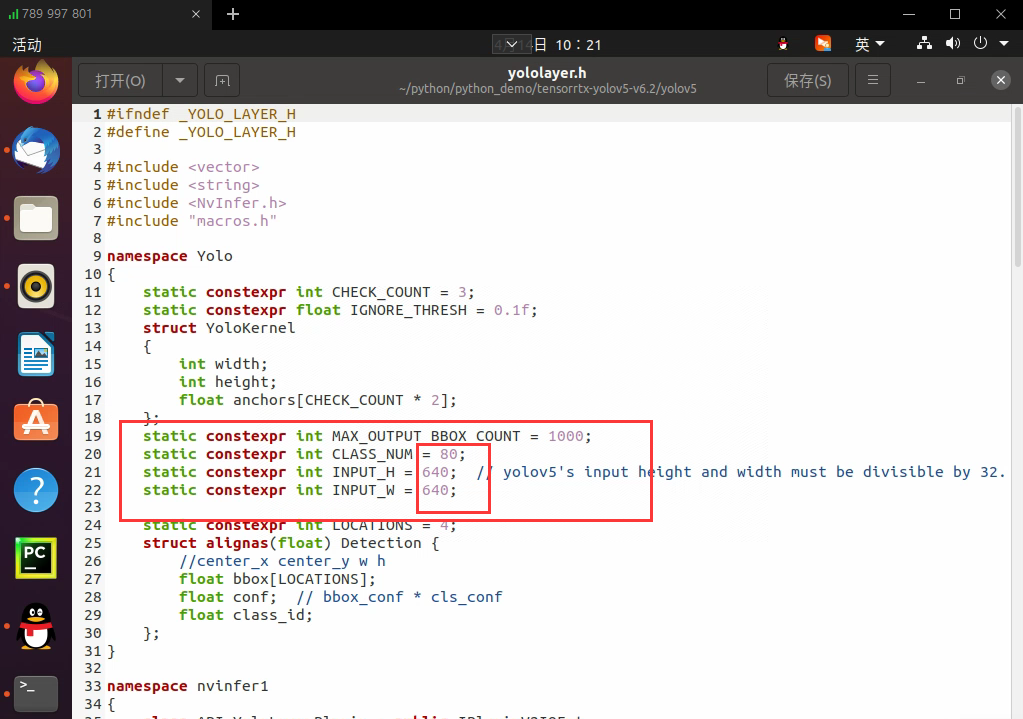 789 997 801
活动
日 10：21
英
打开(O)
yololayer.h
~/python/python_demo/tensorrtx-yolov5-v6.2/yolov5
保存(S)
1 #ifndef _YOLO_LAYER_H
2 #define _YOLO_LAYER_H
3
4 #include <vector>
5 #include <string>
6 #include <NvInfer.h>
7 #include "macros.h"
8
9 namespace Yolo
10 {
11     static constexpr int CHECK_COUNT = 3;
12     static constexpr float IGNORE_THRESH = 0.1f;
13     struct YoloKernel
14     {
15         int width;
16         int height;
17         float anchors[CHECK_COUNT * 2];
18     };
19     static constexpr int MAX_OUTPUT_BBOX_COUNT = 1000;
20     static constexpr int CLASS_NUM = 80;
21     static constexpr int INPUT_H = 640;  // yolov5's input height and width must be divisible by 32.
22     static constexpr int INPUT_W = 640;
23
24     static constexpr int LOCATIONS = 4;
25     struct alignas(float) Detection {
26         //center_x center_y w h
27         float bbox[LOCATIONS];
28         float conf;  // bbox_conf * cls_conf
29         float class_id;
30     };
31 }
32
33 namespace nvinfer1
34 {
PC